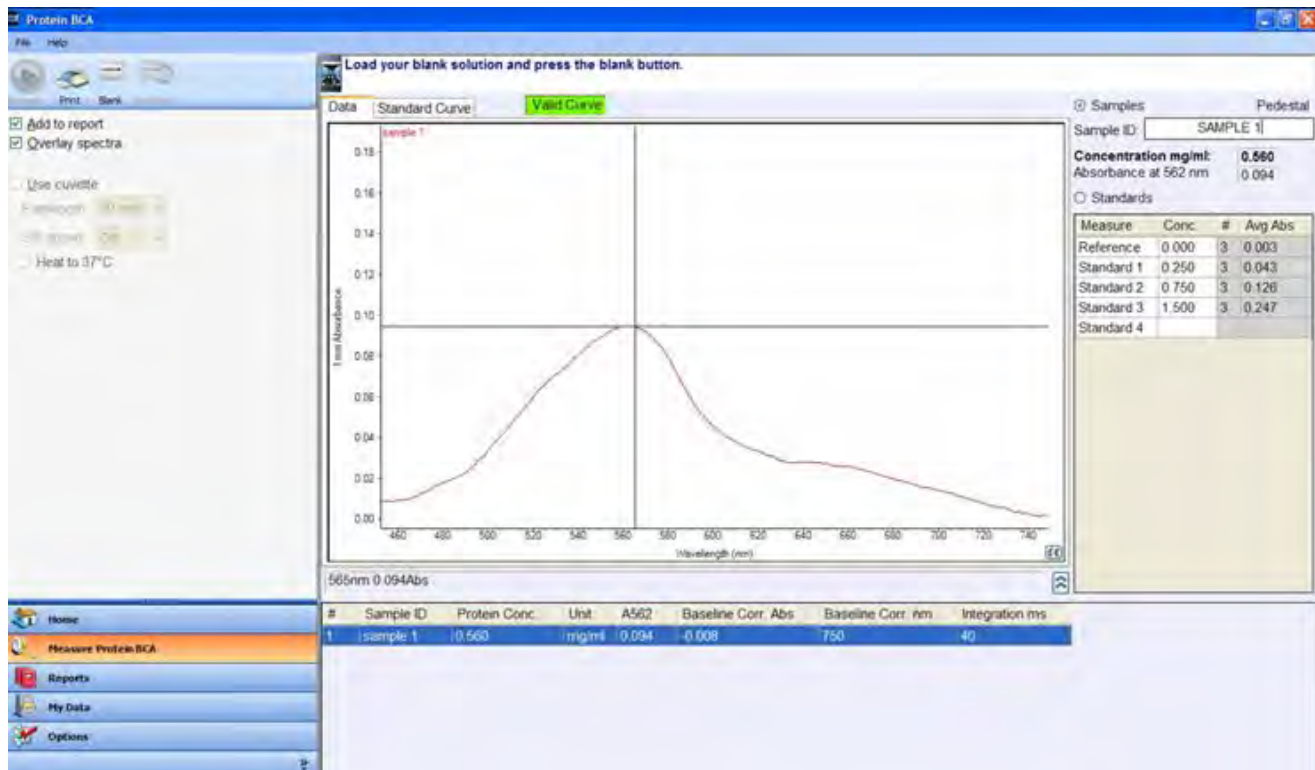 Protein BCA
File Help
Print Blank
Add to report
Overlay spectra
Use cuvette
Heat to 37°C
Home
Measure Protein BCA
Reports
My Data
Options
Load your blank solution and press the blank button.
Data Standard Curve Valid Curve
sample 1
0.18
0.16
0.14
0.12
0.10
0.08
0.06
0.04
0.02
0.00
1 mm Absorbance
460 480 500 520 540 560 580 600 620 640 660 680 700 720 740
Wavelength (nm)
565nm 0.094Abs
Samples Pedestal
Sample ID: SAMPLE 1
Concentration mg/ml: 0.560
Absorbance at 562 nm 0.094
Standards
Measure Conc. # Avg Abs
Reference 0.000 3 0.003
Standard 1 0.250 3 0.043
Standard 2 0.750 3 0.126
Standard 3 1.500 3 0.247
Standard 4
# Sample ID Protein Conc. Unit A562 Baseline Corr. Abs Baseline Corr. nm Integration ms
1 sample 1 0.560 mg/ml 0.094 -0.008 750 40